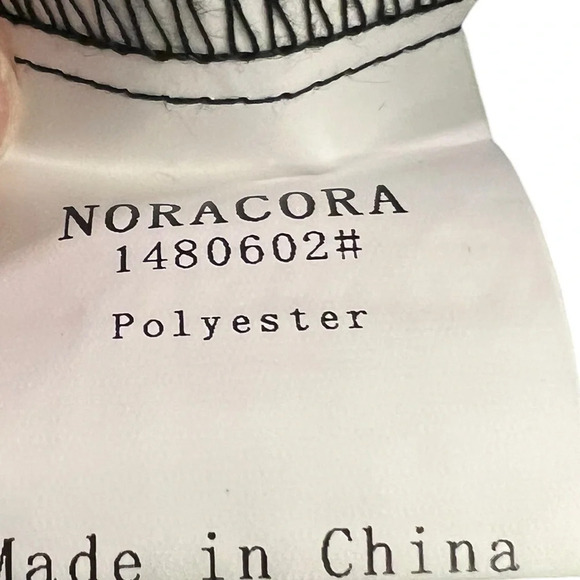 NORACORA
1480602#
Polyester
Made in China